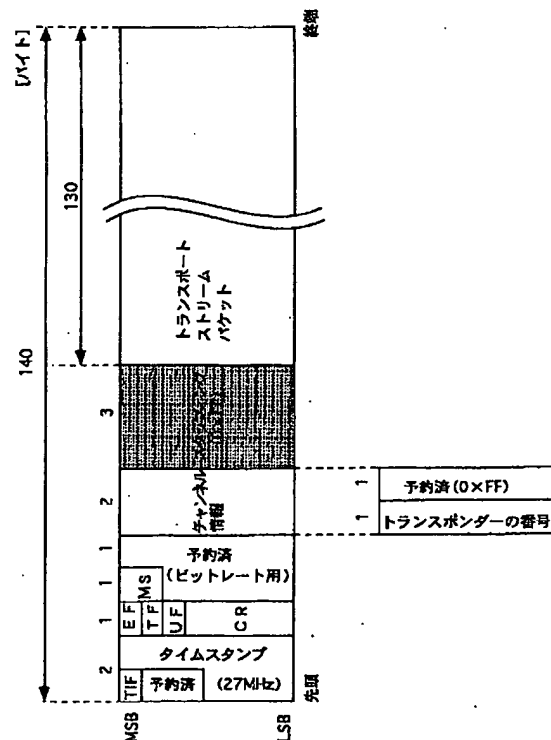 [バイト]
140
130
2
1
1
1
2
3
MSB
LSB
先頭
終端
TIF
予約済
タイムスタンプ
(27MHz)
EF
TF
UF
CR
MS
予約済
(ビットレート用)
チャンネル
情報
トランスポート
ストリーム
パケット
1
1
予約済(0×FF)
トランスポンダーの番号